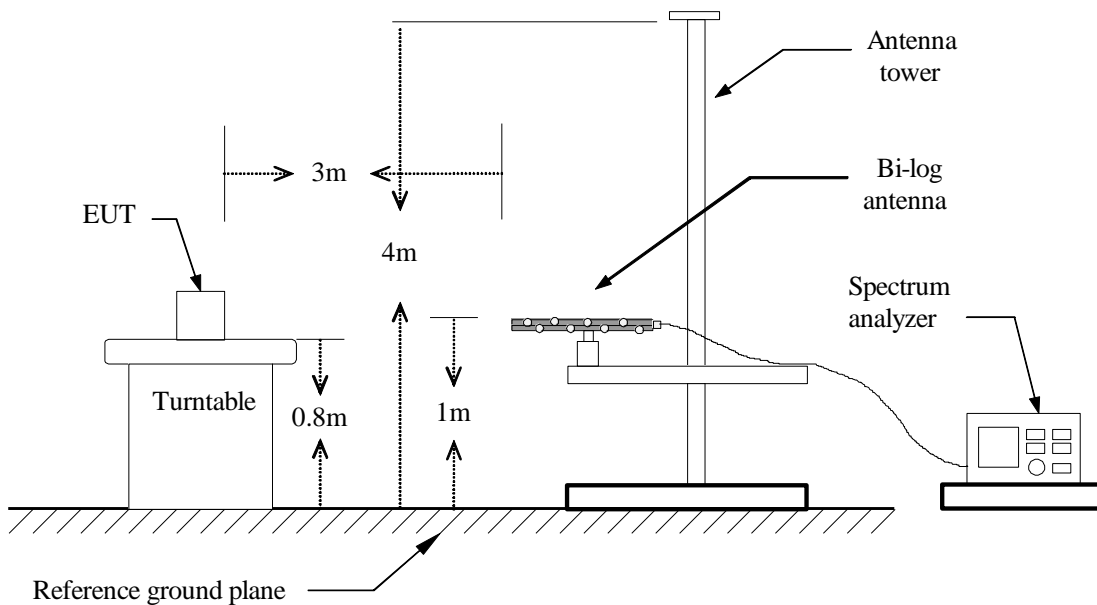 Antenna
tower
3m
Bi-log
antenna
EUT
4m
Spectrum
analyzer
Turntable
0.8m
1m
Reference ground plane